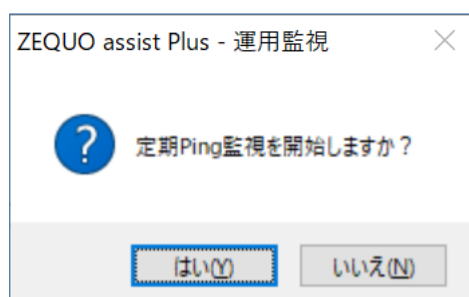 ZEQUO assist Plus - 運用監視
定期Ping監視を開始しますか？
はい(Y)
いいえ(N)